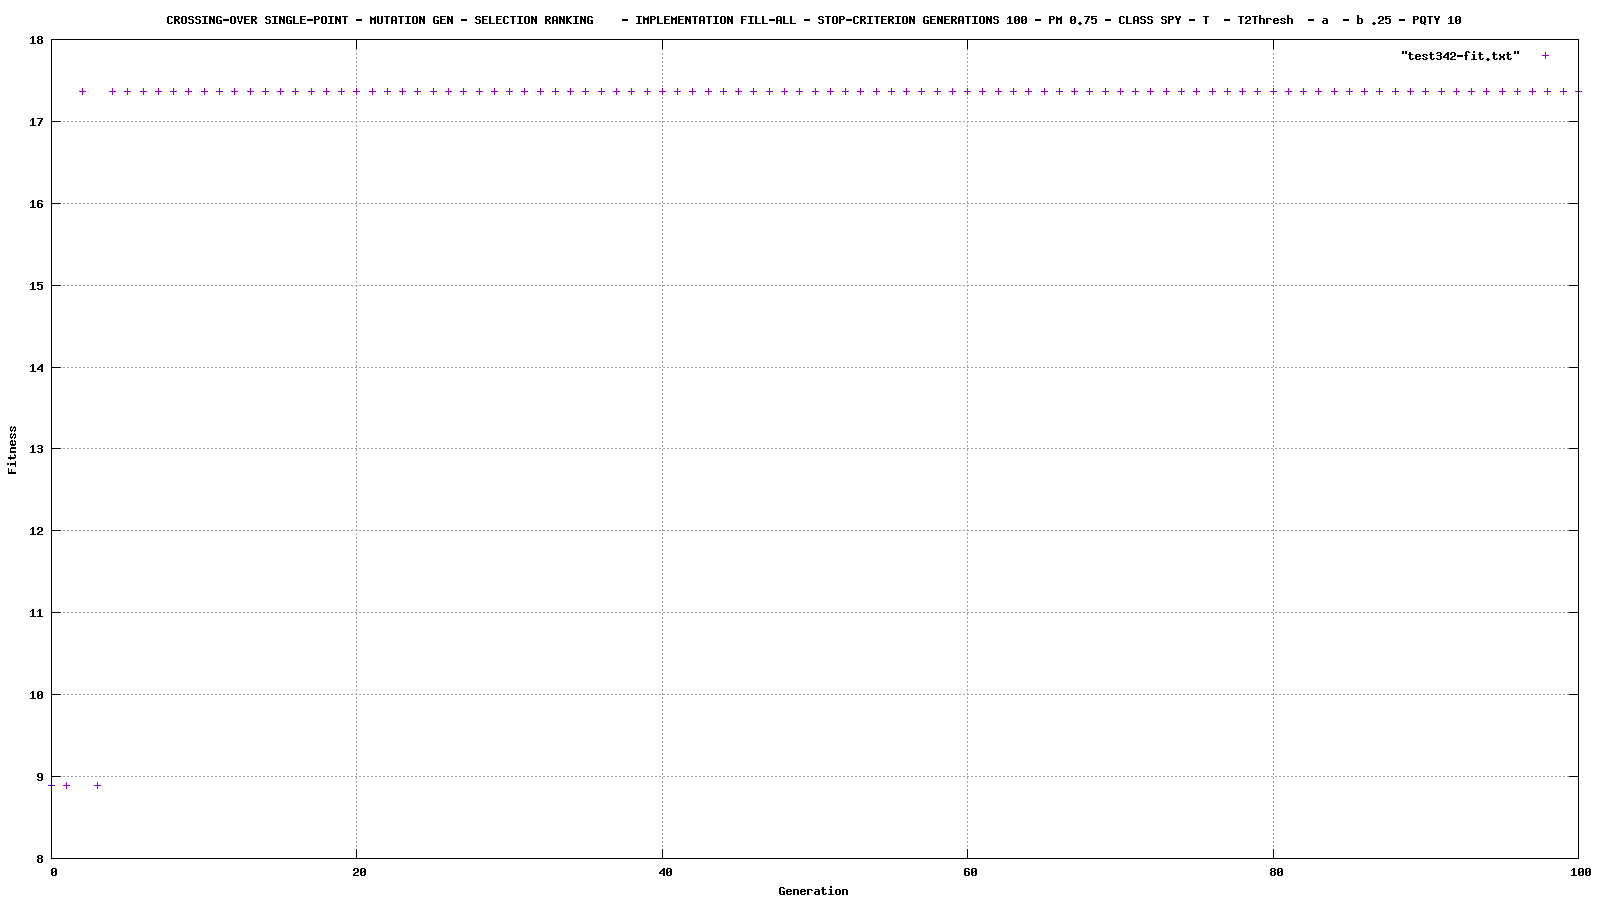 CROSSING-OVER SINGLE-POINT - MUTATION GEN - SELECTION RANKING    - IMPLEMENTATION FILL-ALL - STOP-CRITERION GENERATIONS 100 - PM 0.75 - CLASS SPY - T  - T2Thresh  - a  - b .25 - PQTY 10
"test342-fit.txt"
18
17
16
15
14
13
12
11
10
9
8
Fitness
0 20 40 60 80 100
Generation